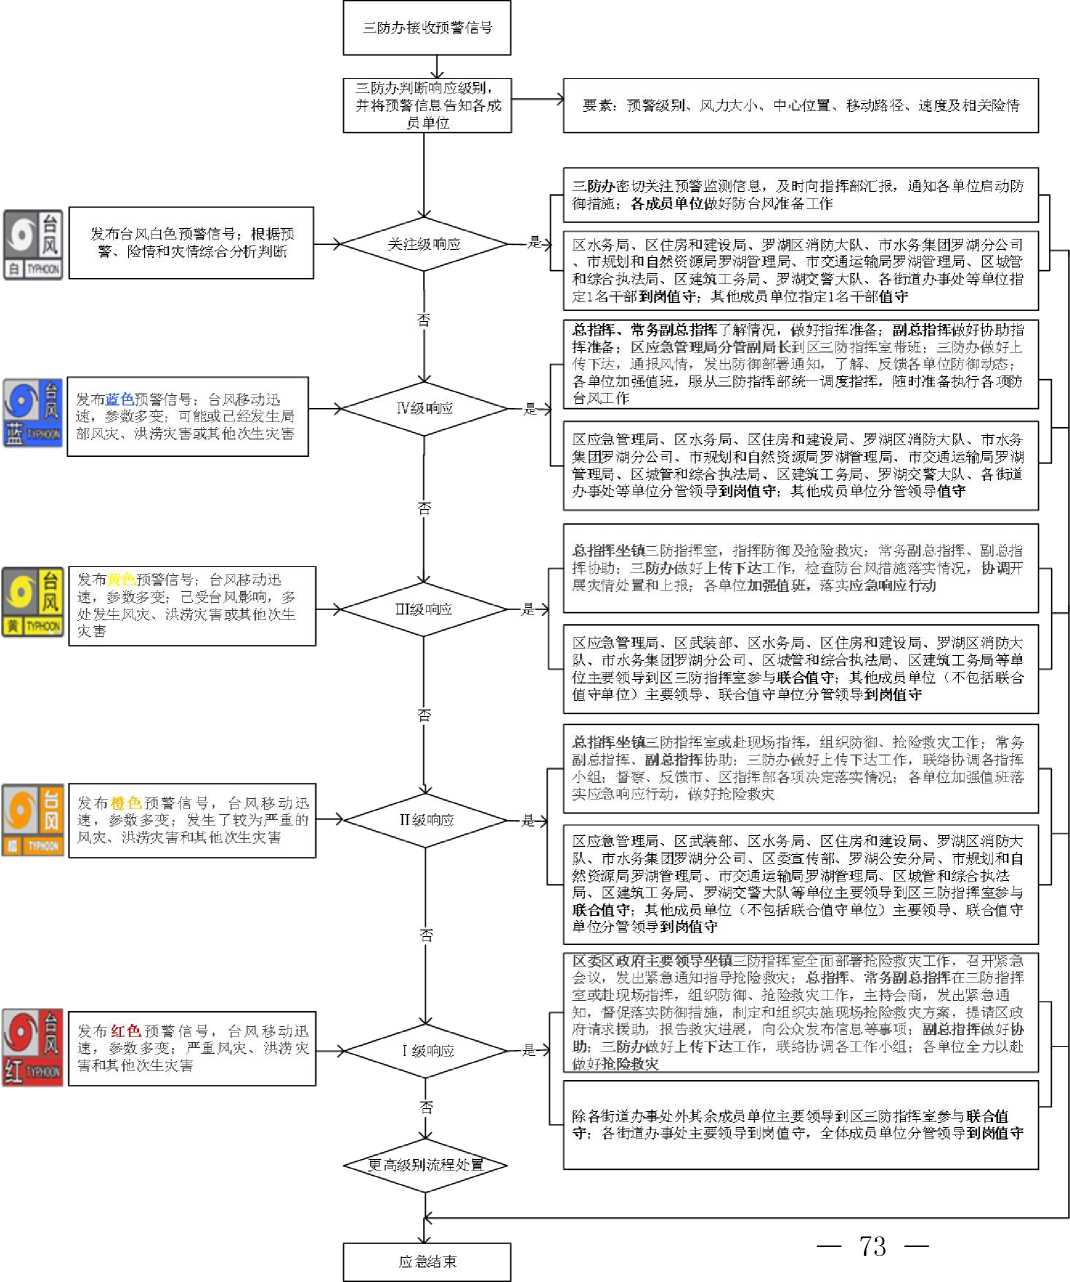 三防办接收预警信号
三防办判断响应级别，
并将预警信息告知各成
员单位
要素：预警级别、风力大小、中心位置、移动路径、速度及相关险情
台
风
白 TYPHOON
发布台风白色预警信号；根据预
警、险情和灾情综合分析判断
关注级响应
是
三防办密切关注预警监测信息，及时向指挥部汇报，通知各单位启动防
御措施；各成员单位做好防台风准备工作
区水务局、区住房和建设局、罗湖区消防大队、市水务集团罗湖分公司
、市规划和自然资源局罗湖管理局、市交通运输局罗湖管理局、区城管
和综合执法局、区建筑工务局、罗湖交警大队、各街道办事处等单位指
定1名干部到岗值守；其他成员单位指定1名干部值守
否
台
风
蓝 TYPHOON
发布蓝色预警信号；台风移动迅
速，参数多变；可能或已经发生局
部风灾、洪涝灾害或其他次生灾害
Ⅳ级响应
是
总指挥、常务副总指挥了解情况，做好指挥准备；副总指挥做好协助指
挥准备；区应急管理局分管副局长到区三防指挥室带班；三防办做好上
传下达，通报风情，发出防御部署通知，了解、反馈各单位防御动态；
各单位加强值班，服从三防指挥部统一调度指挥，随时准备执行各项防
台风工作
区应急管理局、区水务局、区住房和建设局、罗湖区消防大队、市水务
集团罗湖分公司、市规划和自然资源局罗湖管理局、市交通运输局罗湖
管理局、区城管和综合执法局、区建筑工务局、罗湖交警大队、各街道
办事处等单位分管领导到岗值守；其他成员单位分管领导值守
否
台
风
黄 TYPHOON
发布黄色预警信号；台风移动迅
速，参数多变；已受台风影响，多
处发生风灾、洪涝灾害或其他次生
灾害
Ⅲ级响应
是
总指挥坐镇三防指挥室，指挥防御及抢险救灾；常务副总指挥、副总指
挥协助；三防办做好上传下达工作，检查防台风措施落实情况，协调开
展灾情处置和上报；各单位加强值班，落实应急响应行动
区应急管理局、区武装部、区水务局、区住房和建设局、罗湖区消防大
队、市水务集团罗湖分公司、区城管和综合执法局、区建筑工务局等单
位主要领导到区三防指挥室参与联合值守；其他成员单位（不包括联合
值守单位）主要领导、联合值守单位分管领导到岗值守
否
台
风
橙 TYPHOON
发布橙色预警信号，台风移动迅
速，参数多变；发生了较为严重的
风灾、洪涝灾害和其他次生灾害
Ⅱ级响应
是
总指挥坐镇三防指挥室或赴现场指挥，组织防御、抢险救灾工作；常务
副总指挥、副总指挥协助；三防办做好上传下达工作，联络协调各指挥
小组；督察、反馈市、区指挥部各项决定落实情况；各单位加强值班落
实应急响应行动，做好抢险救灾
区应急管理局、区武装部、区水务局、区住房和建设局、罗湖区消防大
队、市水务集团罗湖分公司、区委宣传部、罗湖公安分局、市规划和自
然资源局罗湖管理局、市交通运输局罗湖管理局、区城管和综合执法
局、区建筑工务局、罗湖交警大队等单位主要领导到区三防指挥室参与
联合值守；其他成员单位（不包括联合值守单位）主要领导、联合值守
单位分管领导到岗值守
否
台
风
红 TYPHOON
发布红色预警信号，台风移动迅
速，参数多变；严重风灾、洪涝灾
害和其他次生灾害
Ⅰ级响应
是
区委区政府主要领导坐镇三防指挥室全面部署抢险救灾工作，召开紧急
会议，发出紧急通知指导抢险救灾；总指挥、常务副总指挥在三防指挥
室或赴现场指挥，组织防御、抢险救灾工作，主持会商，发出紧急通
知，督促落实防御措施，制定和组织实施现场抢险救灾方案，提请区政
府请求援助，报告救灾进展，向公众发布信息等事项；副总指挥做好协
助；三防办做好上传下达工作，联络协调各工作小组；各单位全力以赴
做好抢险救灾
除各街道办事处外其余成员单位主要领导到区三防指挥室参与联合值
守；各街道办事处主要领导到岗值守，全体成员单位分管领导到岗值守
否
更高级别流程处置
应急结束
— 73 —